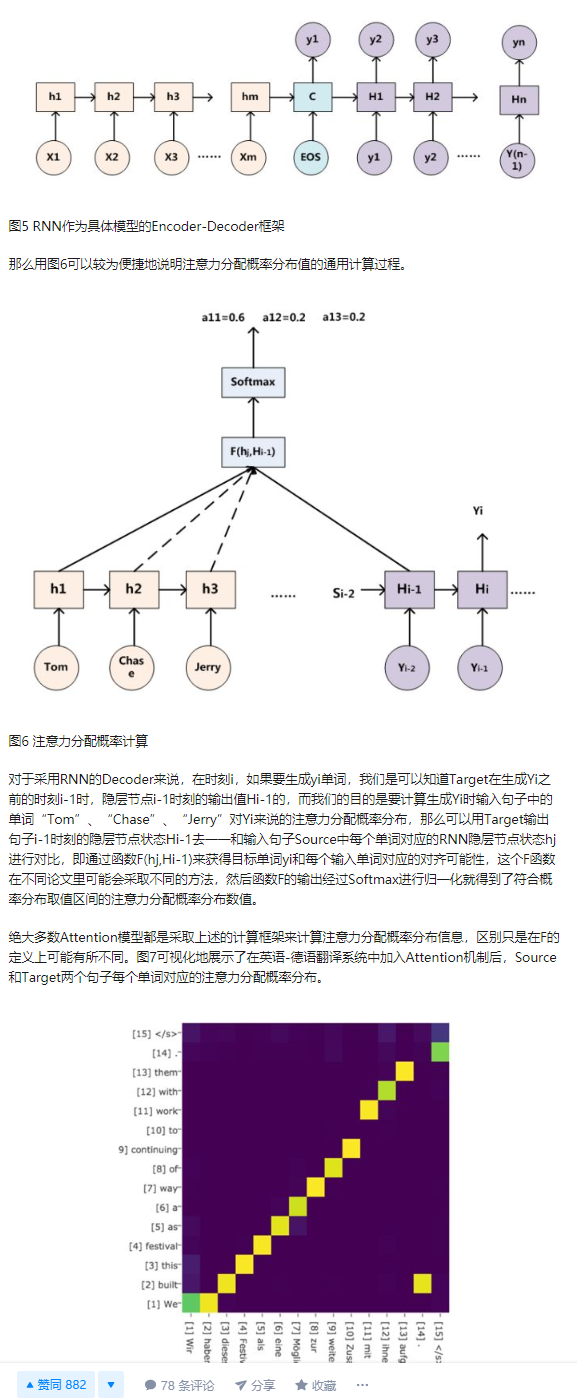 y1 y2 y3 yn
h1 h2 h3 hm C H1 H2 Hn
X1 X2 X3 …… Xm EOS y1 y2 …… Y(n-1)
图5 RNN作为具体模型的Encoder-Decoder框架
那么用图6可以较为便捷地说明注意力分配概率分布值的通用计算过程。
a11=0.6 a12=0.2 a13=0.2
Softmax
F(hj,Hi-1)
Yi
h1 h2 h3 …… Si-2 Hi-1 Hi ……
Tom Chase Jerry Yi-2 Yi-1
图6 注意力分配概率计算
对于采用RNN的Decoder来说，在时刻i，如果要生成yi单词，我们是可以知道Target在生成Yi之
前的时刻i-1时，隐层节点i-1时刻的输出值Hi-1的，而我们的目的是要计算生成Yi时输入句子中的
单词“Tom”、“Chase”、“Jerry”对Yi来说的注意力分配概率分布，那么可以用Target输出
句子i-1时刻的隐层节点状态Hi-1去一一和输入句子Source中每个单词对应的RNN隐层节点状态hj
进行对比，即通过函数F(hj,Hi-1)来获得目标单词yi和每个输入单词对应的对齐可能性，这个F函数
在不同论文里可能会采取不同的方法，然后函数F的输出经过Softmax进行归一化就得到了符合概
率分布取值区间的注意力分配概率分布数值。
绝大多数Attention模型都是采取上述的计算框架来计算注意力分配概率分布信息，区别只是在F的
定义上可能有所不同。图7可视化地展示了在英语-德语翻译系统中加入Attention机制后，Source
和Target两个句子每个单词对应的注意力分配概率分布。
[15] </s>
[14] .
[13] them
[12] with
[11] work
[10] to
9] continuing
[8] of
[7] way
[6] a
[5] as
[4] festival
[3] this
[2] built
[1] We
[1] Wir
[2] haben
[3] dieses
[4] Festiv
[5] als
[6] eine
[7] Mögli
[8] zur
[9] weite
[10] Zusa
[11] mit
[12] ihne
[13] aufg
[14] .
[15] </s
赞同 882 78 条评论 分享 收藏 …